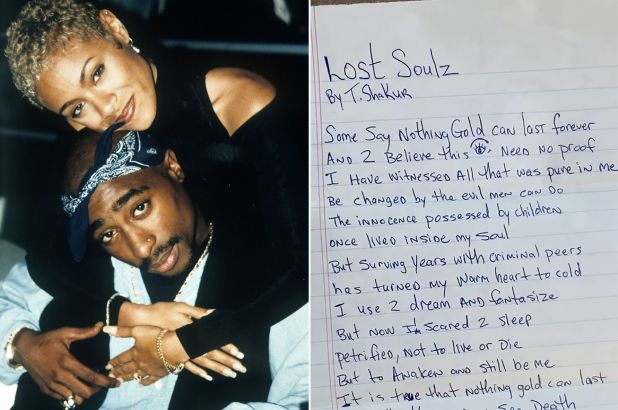 Lost Soulz
By T. Shakur
Some Say Nothing Gold can last forever
AND 2 Believe this I NEED NO proof
I Have witnessed All that was pure in me
Be changed by the evil men can Do
The innocence possessed by children
once lived inside my soul
But surving Years with criminal peers
has turned my warm heart to cold
I use 2 dream AND fantasize
But now I scared 2 sleep
petrified, not to live or Die
But to Awaken and still be me
It is true that nothing gold can last
Death